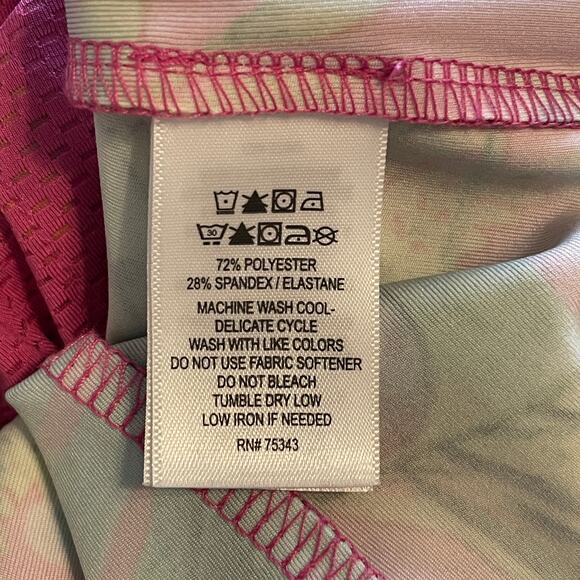 30
72% POLYESTER
28% SPANDEX / ELASTANE
MACHINE WASH COOL-
DELICATE CYCLE
WASH WITH LIKE COLORS
DO NOT USE FABRIC SOFTENER
DO NOT BLEACH
TUMBLE DRY LOW
LOW IRON IF NEEDED
RN# 75343